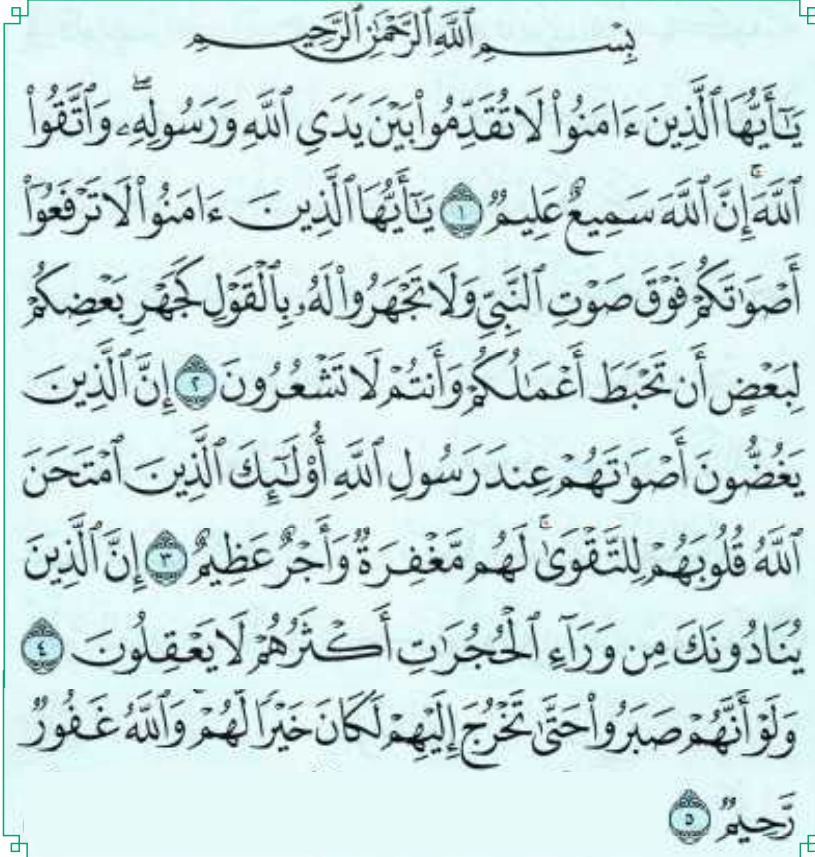 بِسْمِ ٱللَّهِ ٱلرَّحْمَٰنِ ٱلرَّحِيمِ
يَٰٓأَيُّهَا ٱلَّذِينَ ءَامَنُوا۟ لَا تُقَدِّمُوا۟ بَيْنَ يَدَىِ ٱللَّهِ وَرَسُولِهِۦ ۖ وَٱتَّقُوا۟
ٱللَّهَ ۚ إِنَّ ٱللَّهَ سَمِيعٌ عَلِيمٌ ١ يَٰٓأَيُّهَا ٱلَّذِينَ ءَامَنُوا۟ لَا تَرْفَعُوٓا۟
أَصْوَٰتَكُمْ فَوْقَ صَوْتِ ٱلنَّبِىِّ وَلَا تَجْهَرُوا۟ لَهُۥ بِٱلْقَوْلِ كَجَهْرِ بَعْضِكُمْ
لِبَعْضٍ أَن تَحْبَطَ أَعْمَٰلُكُمْ وَأَنتُمْ لَا تَشْعُرُونَ ٢ إِنَّ ٱلَّذِينَ
يَغُضُّونَ أَصْوَٰتَهُمْ عِندَ رَسُولِ ٱللَّهِ أُو۟لَٰٓئِكَ ٱلَّذِينَ ٱمْتَحَنَ
ٱللَّهُ قُلُوبَهُمْ لِلتَّقْوَىٰ ۚ لَهُم مَّغْفِرَةٌ وَأَجْرٌ عَظِيمٌ ٣ إِنَّ ٱلَّذِينَ
يُنَادُونَكَ مِن وَرَآءِ ٱلْحُجُرَٰتِ أَكْثَرُهُمْ لَا يَعْقِلُونَ ٤
وَلَوْ أَنَّهُمْ صَبَرُوا۟ حَتَّىٰ تَخْرُجَ إِلَيْهِمْ لَكَانَ خَيْرًا لَّهُمْ وَٱللَّهُ غَفُورٌ
رَّحِيمٌ ٥